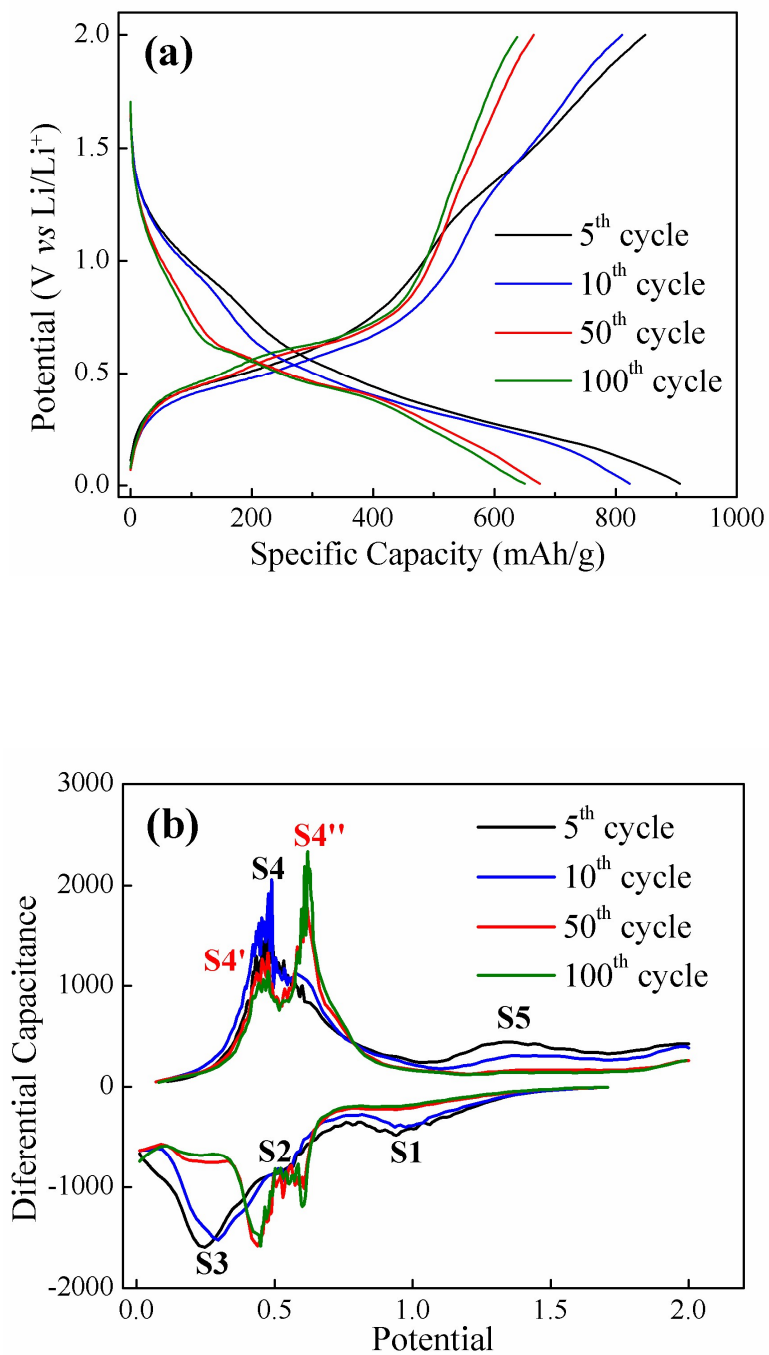 (a)
2.0
1.5
1.0
0.5
0.0
Potential (V vs Li/Li⁺)
5th cycle
10th cycle
50th cycle
100th cycle
0 200 400 600 800 1000
Specific Capacity (mAh/g)
(b)
3000
2000
1000
0
-1000
-2000
Diferential Capacitance
5th cycle
10th cycle
50th cycle
100th cycle
S4''
S4
S4'
S5
S2
S1
S3
0.0 0.5 1.0 1.5 2.0
Potential